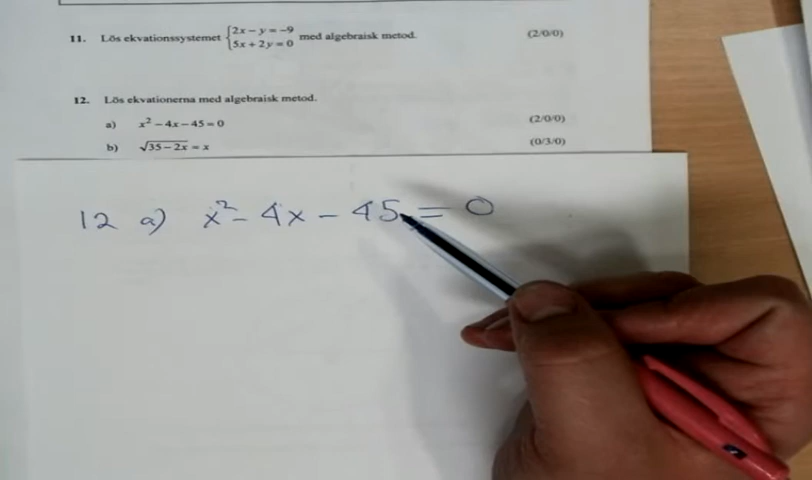 11. Lös ekvationssystemet {2x − y = −9 5x + 2y = 0 med algebraisk metod. (2/0/0)
12. Lös ekvationerna med algebraisk metod.
a) x² − 4x − 45 = 0 (2/0/0)
b) √35 − 2x = x (0/3/0)
12 a) x² − 4x − 45 = 0